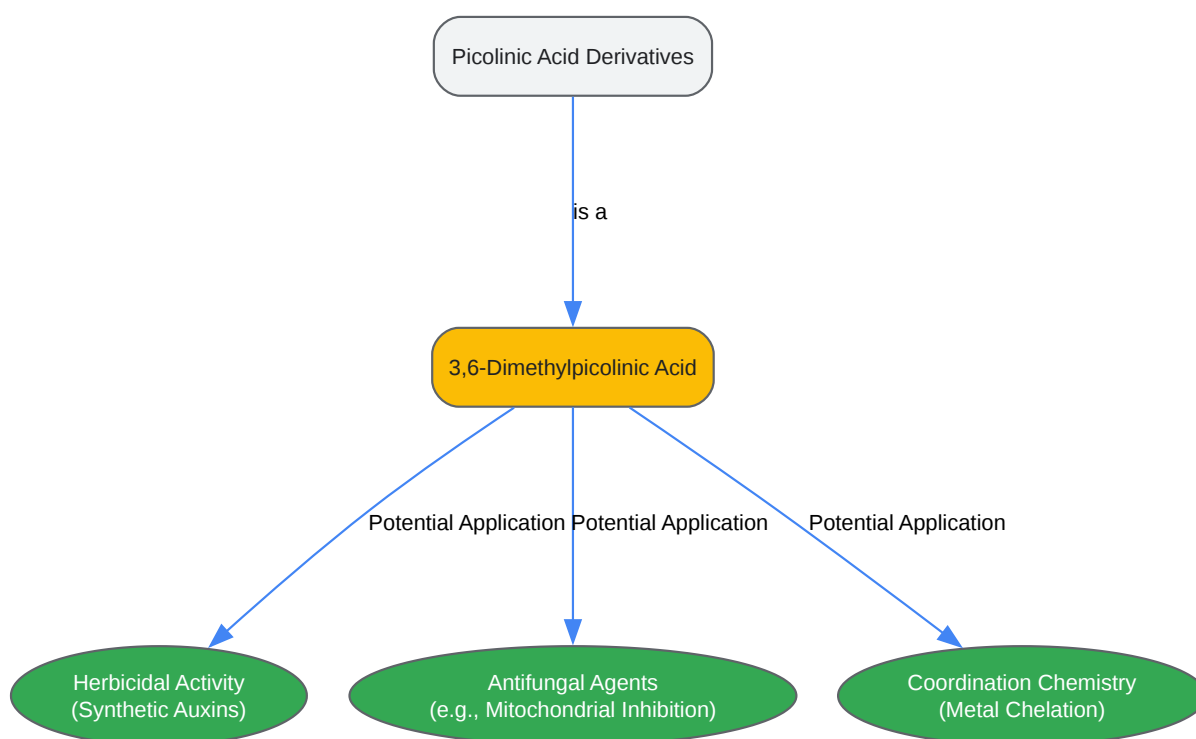 Picolinic Acid Derivatives
is a
3,6-Dimethylpicolinic Acid
Potential Application
Potential Application
Potential Application
Herbicidal Activity
(Synthetic Auxins)
Antifungal Agents
(e.g., Mitochondrial Inhibition)
Coordination Chemistry
(Metal Chelation)